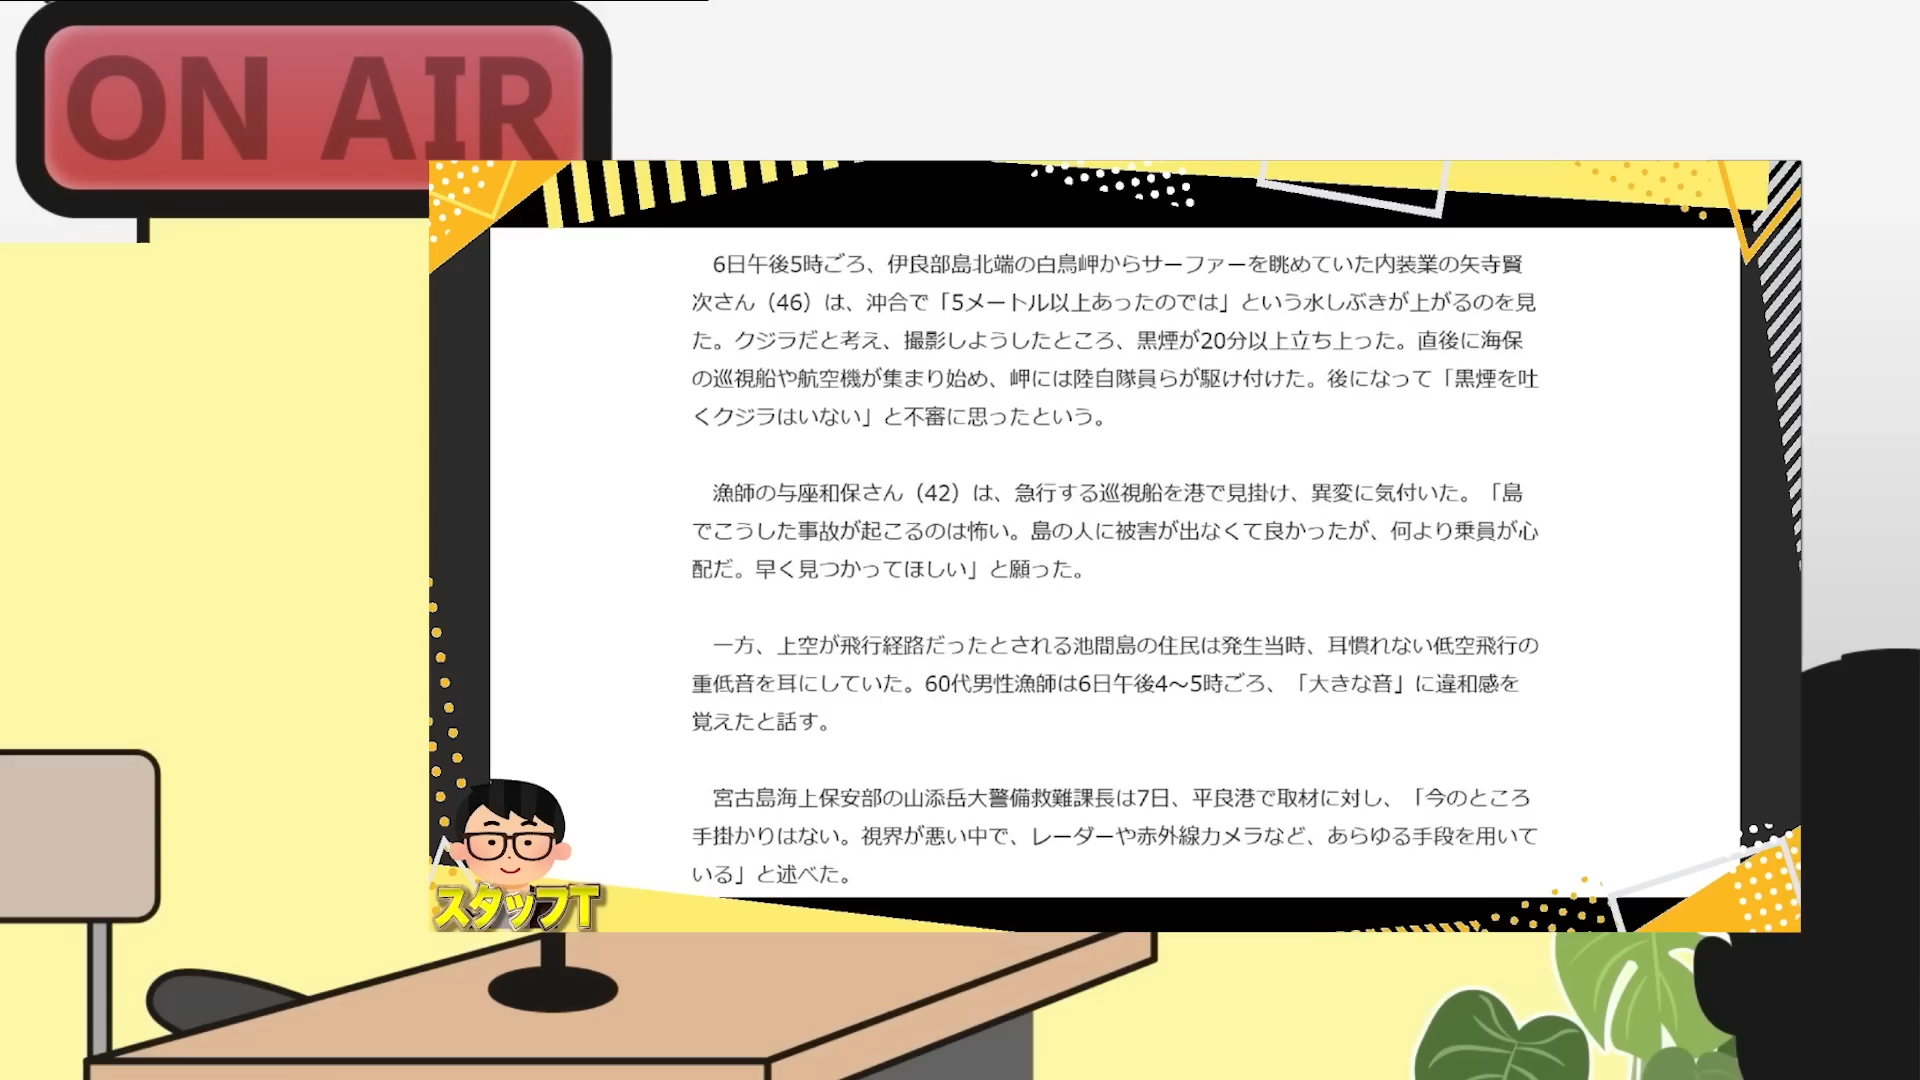 ON AIR
6日午後5時ごろ、伊良部島北端の白鳥岬からサーファーを眺めていた内装業の矢寺賢
次さん（46）は、沖合で「5メートル以上あったのでは」という水しぶきが上がるのを見
た。クジラだと考え、撮影しようしたところ、黒煙が20分以上立ち上った。直後に海保
の巡視船や航空機が集まり始め、岬には陸自隊員らが駆け付けた。後になって「黒煙を吐
くクジラはいない」と不審に思ったという。
漁師の与座和保さん（42）は、急行する巡視船を港で見掛け、異変に気付いた。「島
でこうした事故が起こるのは怖い。島の人に被害が出なくて良かったが、何より乗員が心
配だ。早く見つかってほしい」と願った。
一方、上空が飛行経路だったとされる池間島の住民は発生当時、耳慣れない低空飛行の
重低音を耳にしていた。60代男性漁師は6日午後4～5時ごろ、「大きな音」に違和感を
覚えたと話す。
宮古島海上保安部の山添岳大警備救難課長は7日、平良港で取材に対し、「今のところ
手掛かりはない。視界が悪い中で、レーダーや赤外線カメラなど、あらゆる手段を用いて
いる」と述べた。
スタッフT